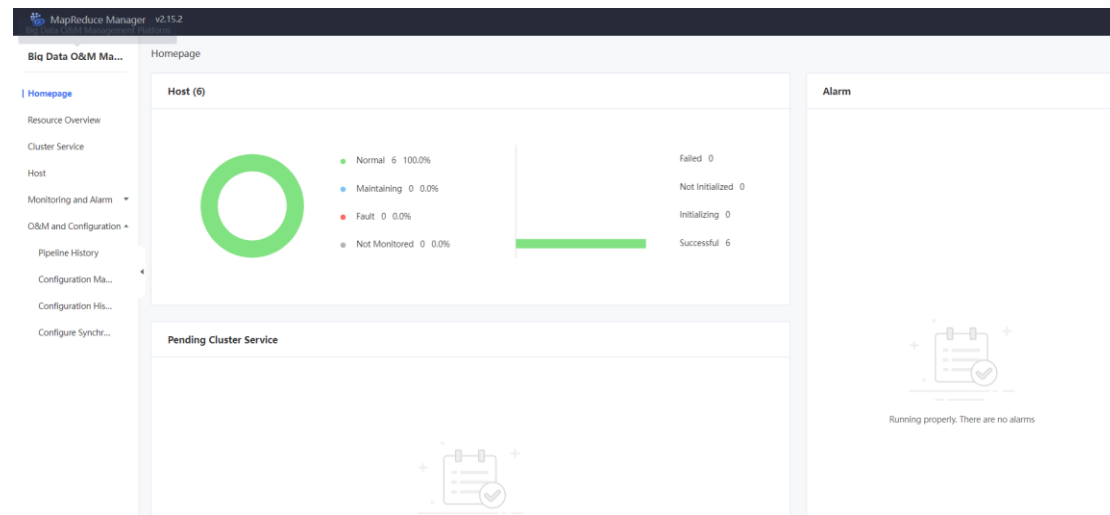 MapReduce Manager v2.15.2
Big Data O&M Management Platform
Big Data O&M Ma...
Homepage
Homepage
Resource Overview
Cluster Service
Host
Monitoring and Alarm
O&M and Configuration
Pipeline History
Configuration Ma...
Configuration His...
Configure Synchr...
Host (6)
Normal 6 100.0%
Maintaining 0 0.0%
Fault 0 0.0%
Not Monitored 0 0.0%
Failed 0
Not Initialized 0
Initializing 0
Successful 6
Pending Cluster Service
Alarm
Running properly. There are no alarms